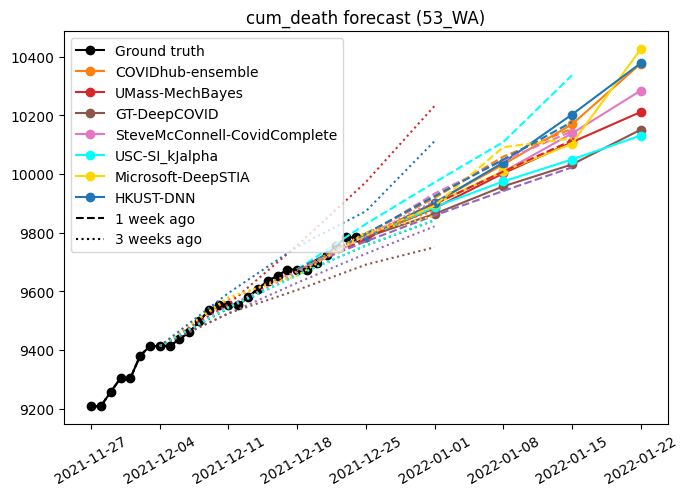 cum_death forecast (53_WA)
10400
10200
10000
9800
9600
9400
9200
Ground truth
COVIDhub-ensemble
UMass-MechBayes
GT-DeepCOVID
SteveMcConnell-CovidComplete
USC-SI_kJalpha
Microsoft-DeepSTIA
HKUST-DNN
1 week ago
3 weeks ago
2021-11-27
2021-12-04
2021-12-11
2021-12-18
2021-12-25
2022-01-01
2022-01-08
2022-01-15
2022-01-22